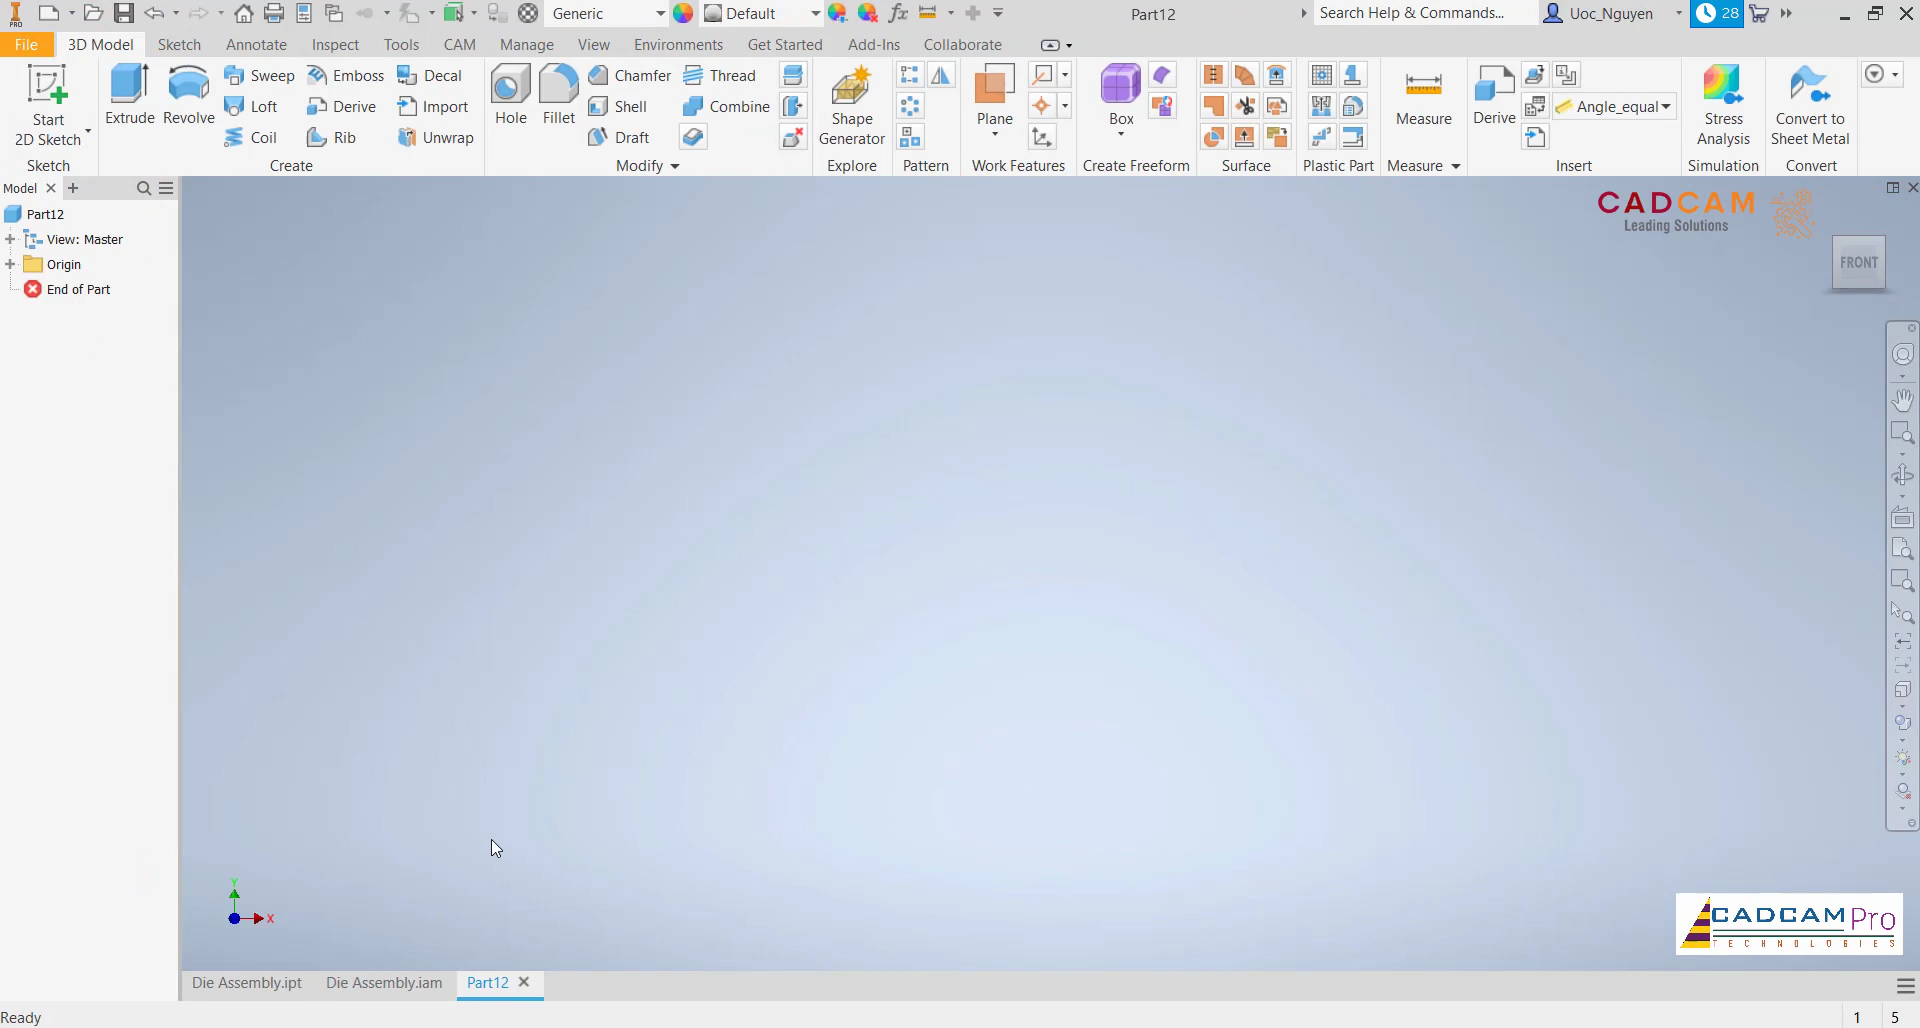 PRO
Generic
Default
fx
Part12
Search Help & Commands...
Uoc_Nguyen
28
File
3D Model
Sketch
Annotate
Inspect
Tools
CAM
Manage
View
Environments
Get Started
Add-Ins
Collaborate
Start
2D Sketch
Sketch
Extrude
Revolve
Sweep
Emboss
Decal
Loft
Derive
Import
Coil
Rib
Unwrap
Create
Hole
Fillet
Chamfer
Thread
Shell
Combine
Draft
Modify
Shape
Generator
Explore
Pattern
Plane
Work Features
Box
Create Freeform
Surface
Plastic Part
Measure
Measure
Derive
Angle_equal
Insert
Stress
Analysis
Simulation
Convert to
Sheet Metal
Convert
Model
Part12
View: Master
Origin
End of Part
CADCAM
Leading Solutions
FRONT
Y
X
CADCAM Pro
TECHNOLOGIES
Die Assembly.ipt
Die Assembly.iam
Part12
Ready
1
5